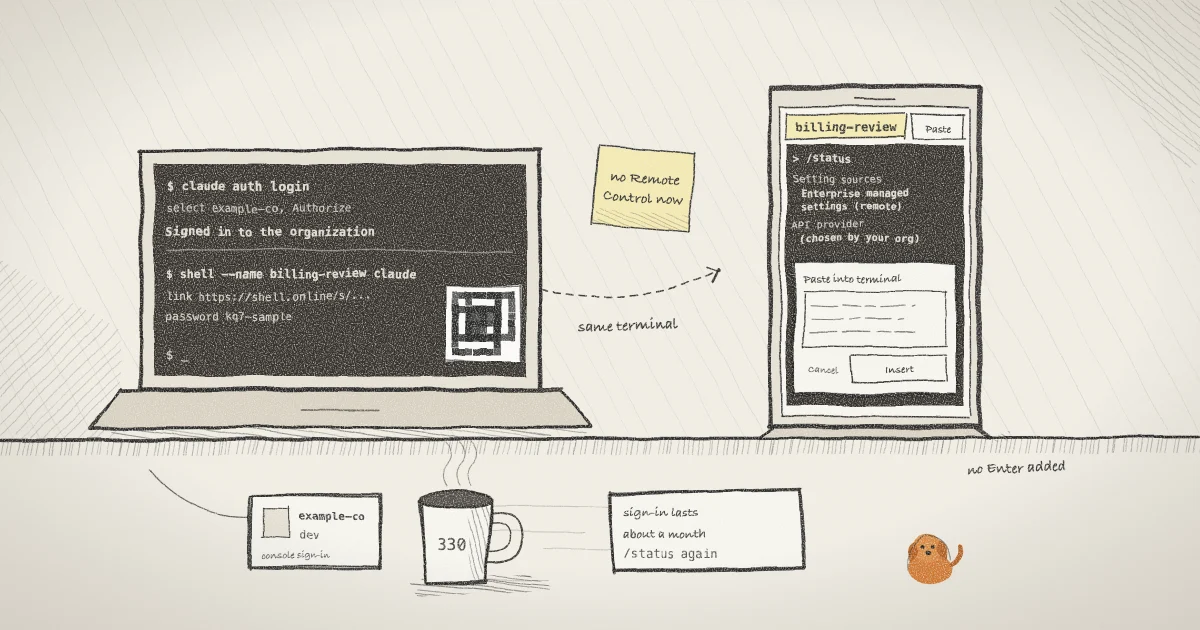 $ claude auth login
select example-co, Authorize
Signed in to the organization
$ shell --name billing-review claude
link https://shell.online/s/...
password kq7-sample
$ _
no Remote
Control now
same terminal
billing-review
Paste
> /status
Setting sources
Enterprise managed
settings (remote)
API provider
(chosen by your org)
Paste into terminal
Cancel
Insert
no Enter added
example-co
dev
console sign-in
330
sign-in lasts
about a month
/status again